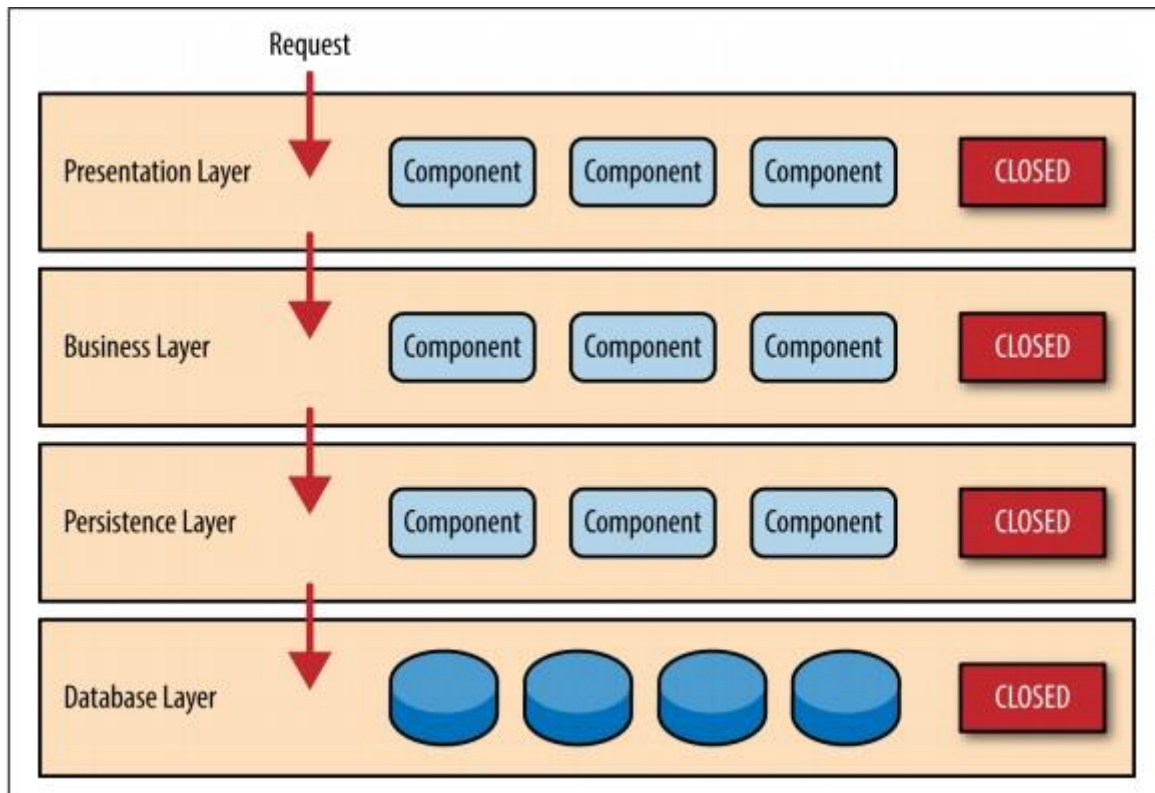 Request
Presentation Layer Component Component Component CLOSED
Business Layer Component Component Component CLOSED
Persistence Layer Component Component Component CLOSED
Database Layer CLOSED